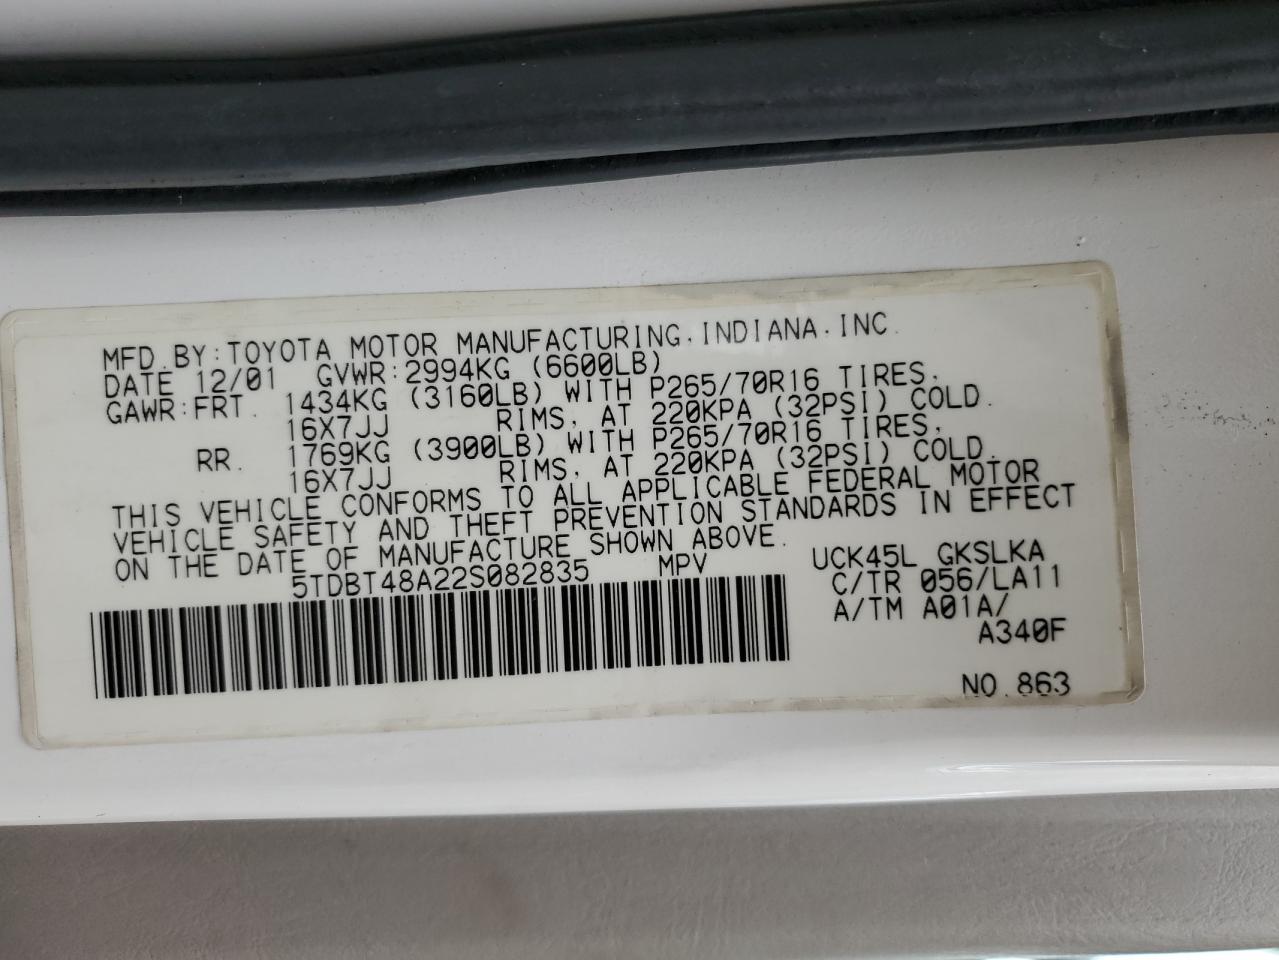 MFD.BY:TOYOTA MOTOR MANUFACTURING.INDIANA.INC.
DATE 12/01 GVWR:2994KG (6600LB)
GAWR:FRT. 1434KG (3160LB) WITH P265/70R16 TIRES,
16X7JJ RIMS, AT 220KPA (32PSI) COLD.
RR. 1769KG (3900LB) WITH P265/70R16 TIRES,
16X7JJ RIMS, AT 220KPA (32PSI) COLD.
THIS VEHICLE CONFORMS TO ALL APPLICABLE FEDERAL MOTOR
VEHICLE SAFETY AND THEFT PREVENTION STANDARDS IN EFFECT
ON THE DATE OF MANUFACTURE SHOWN ABOVE.
5TDBT48A22S082835 MPV UCK45L GKSLKA
C/TR 056/LA11
A/TM A01A/
A340F
NO.863